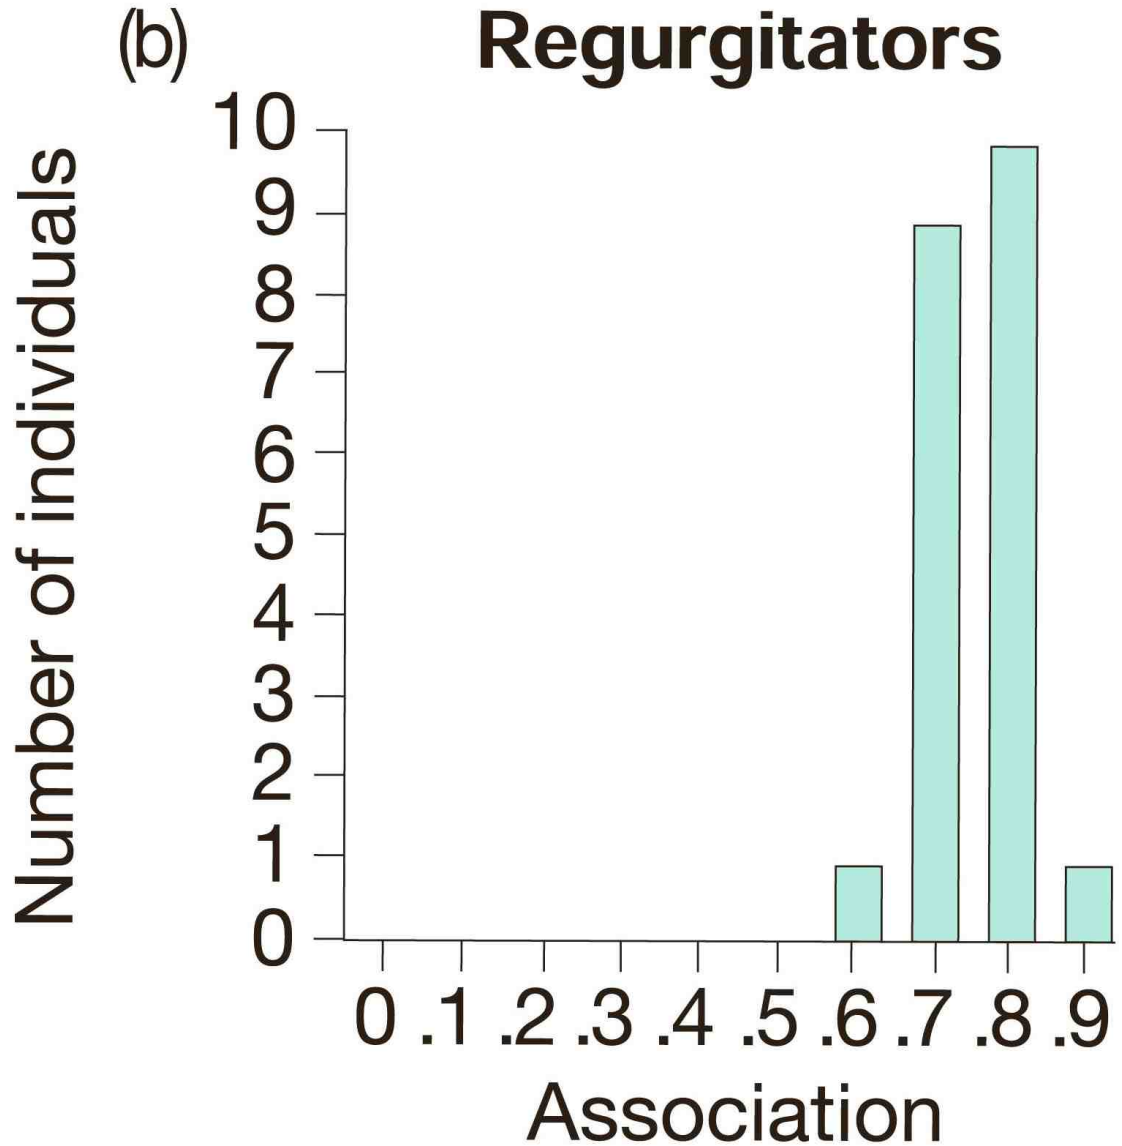 (b)
Regurgitators
Number of individuals
10
9
8
7
6
5
4
3
2
1
0
0 .1 .2 .3 .4 .5 .6 .7 .8 .9
Association